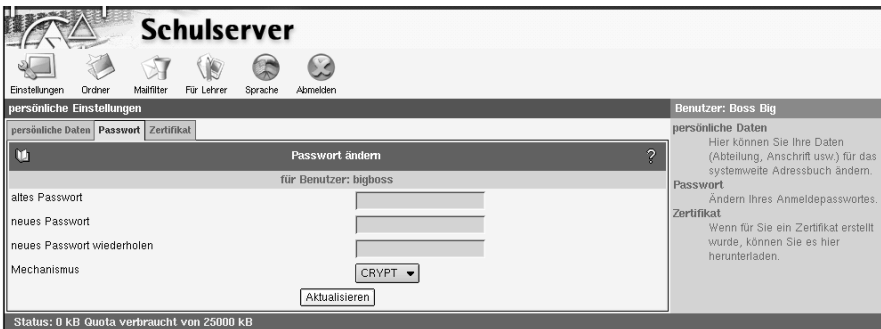 Schulserver
Einstellungen Ordner Mailfilter Für Lehrer Sprache Abmelden
persönliche Einstellungen
persönliche Daten Passwort Zertifikat
Passwort ändern ?
für Benutzer: bigboss
altes Passwort
neues Passwort
neues Passwort wiederholen
Mechanismus CRYPT
Aktualisieren
Benutzer: Boss Big
persönliche Daten
Hier können Sie Ihre Daten
(Abteilung, Anschrift usw.) für das
systemweite Adressbuch ändern.
Passwort
Ändern Ihres Anmeldepasswortes.
Zertifikat
Wenn für Sie ein Zertifikat erstellt
wurde, können Sie es hier
herunterladen.
Status: 0 kB Quota verbraucht von 25000 kB